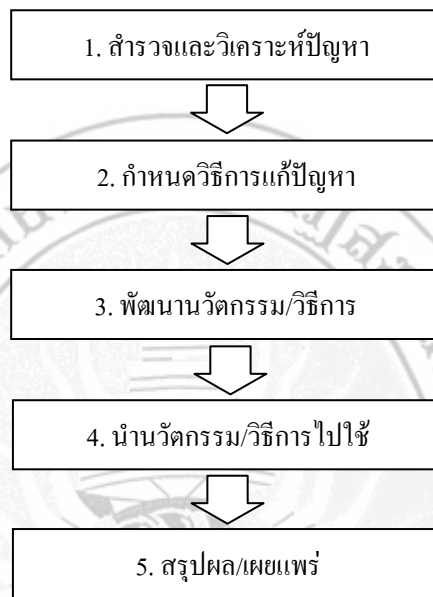 1. สำรวจและวิเคราะห์ปัญหา
2. กำหนดวิธีการแก้ปัญหา
3. พัฒนานวัตกรรม/วิธีการ
4. นำนวัตกรรม/วิธีการไปใช้
5. สรุปผล/เผยแพร่